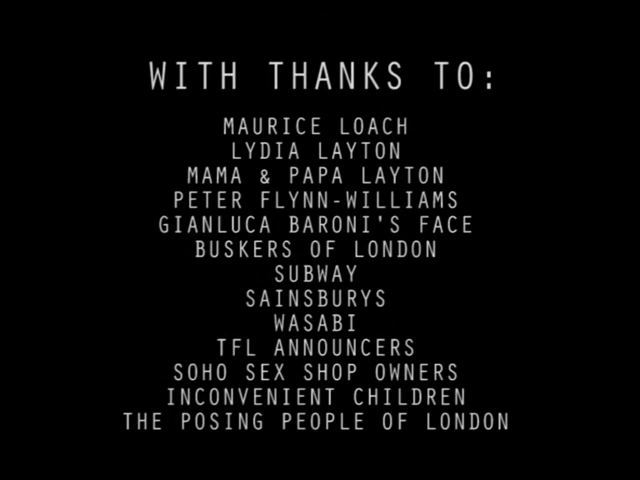 WITH THANKS TO:
MAURICE LOACH
LYDIA LAYTON
MAMA & PAPA LAYTON
PETER FLYNN-WILLIAMS
GIANLUCA BARONI'S FACE
BUSKERS OF LONDON
SUBWAY
SAINSBURYS
WASABI
TFL ANNOUNCERS
SOHO SEX SHOP OWNERS
INCONVENIENT CHILDREN
THE POSING PEOPLE OF LONDON